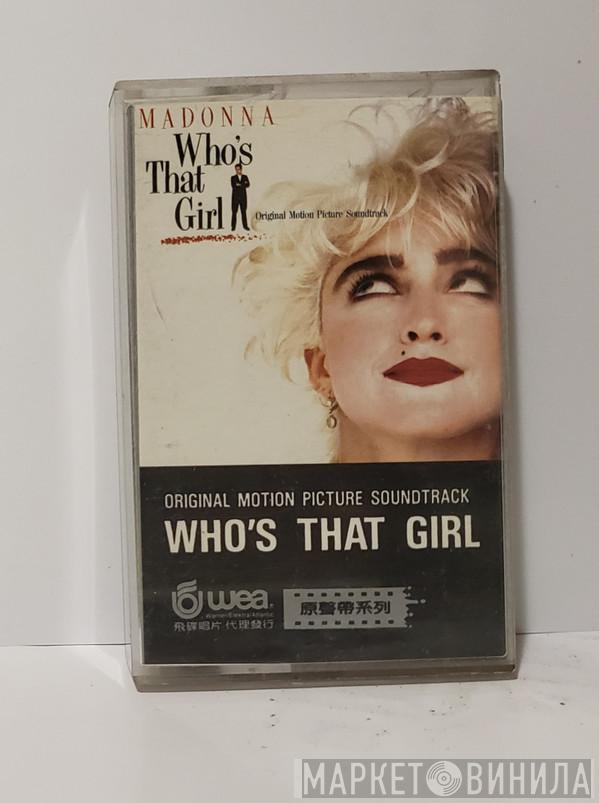 MADONNA
Who's
That
Girl
Original Motion Picture Soundtrack
ORIGINAL MOTION PICTURE SOUNDTRACK
WHO'S THAT GIRL
wea
Warner/Elektra/Atlantic
飛碟唱片 代理發行
原聲帶系列
МАРКЕТ ВИНИЛА